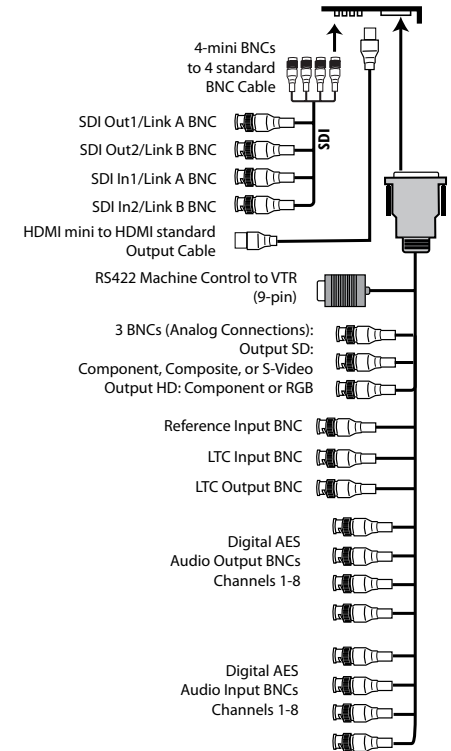 4-mini BNCs
to 4 standard
BNC Cable
SDI
SDI Out1/Link A BNC
SDI Out2/Link B BNC
SDI In1/Link A BNC
SDI In2/Link B BNC
HDMI mini to HDMI standard
Output Cable
RS422 Machine Control to VTR
(9-pin)
3 BNCs (Analog Connections):
Output SD:
Component, Composite, or S-Video
Output HD: Component or RGB
Reference Input BNC
LTC Input BNC
LTC Output BNC
Digital AES
Audio Output BNCs
Channels 1-8
Digital AES
Audio Input BNCs
Channels 1-8